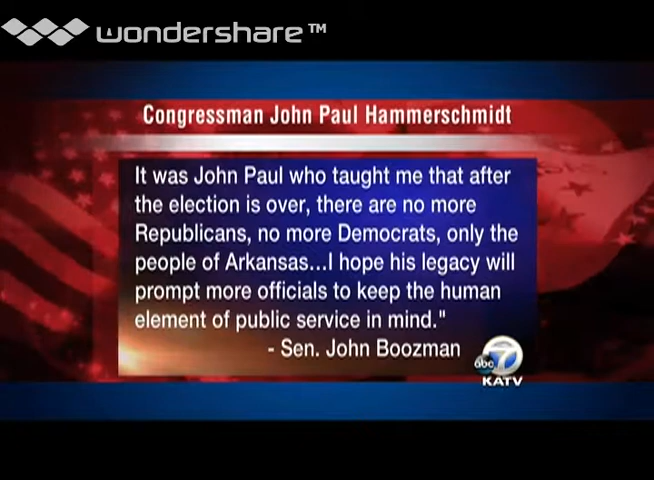 wondershare™
Congressman John Paul Hammerschmidt
It was John Paul who taught me that after
the election is over, there are no more
Republicans, no more Democrats, only the
people of Arkansas...I hope his legacy will
prompt more officials to keep the human
element of public service in mind."
- Sen. John Boozman
abc 7
KATV